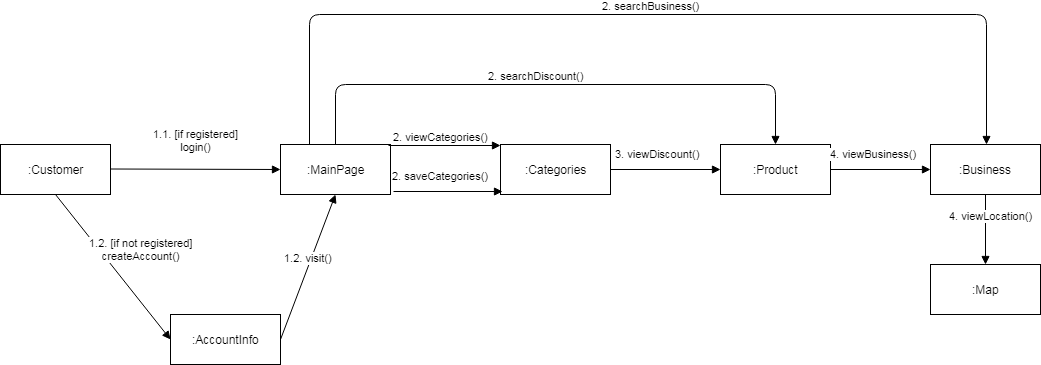 2. searchBusiness()
2. searchDiscount()
1.1. [if registered]
login()
2. viewCategories()
3. viewDiscount()
4. viewBusiness()
:Customer
:MainPage
2. saveCategories()
:Categories
:Product
:Business
4. viewLocation()
1.2. [if not registered]
createAccount()
1.2. visit()
:Map
:AccountInfo